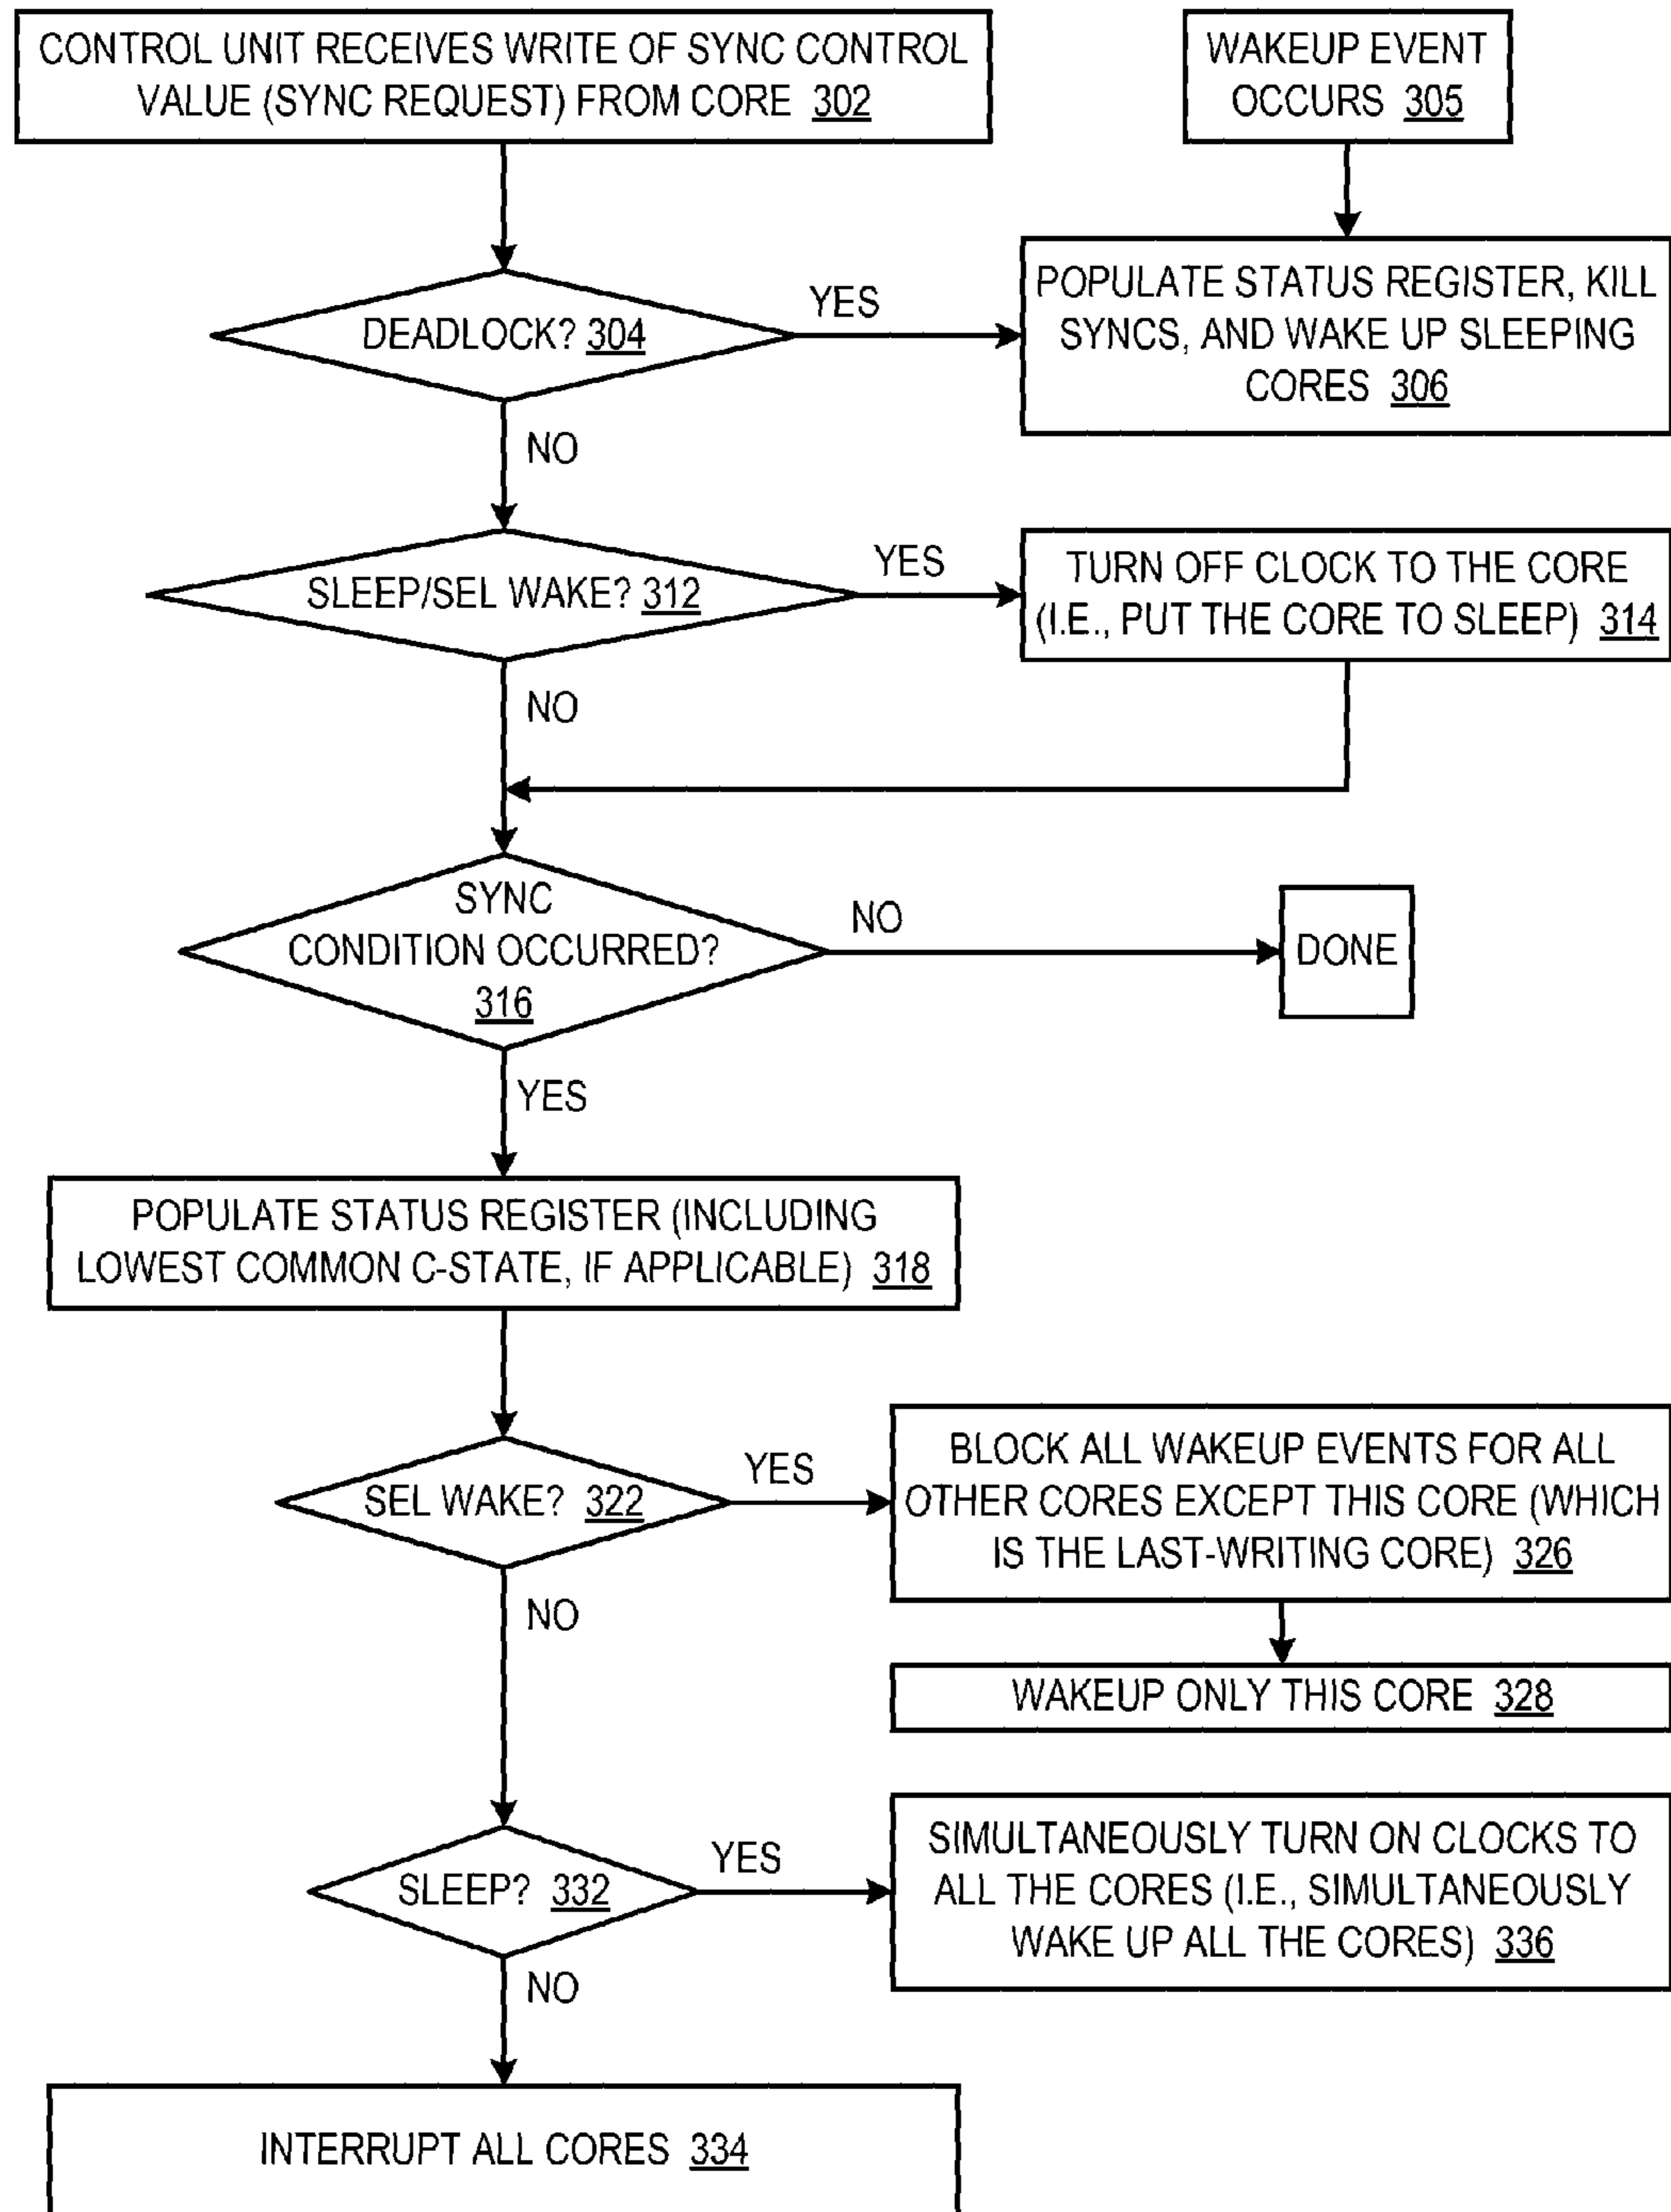 CONTROL UNIT RECEIVES WRITE OF SYNC CONTROL
VALUE (SYNC REQUEST) FROM CORE 302
WAKEUP EVENT
OCCURS 305
DEADLOCK? 304
YES
POPULATE STATUS REGISTER, KILL
SYNCS, AND WAKE UP SLEEPING
CORES 306
NO
SLEEP/SEL WAKE? 312
YES
TURN OFF CLOCK TO THE CORE
(I.E., PUT THE CORE TO SLEEP) 314
NO
SYNC
CONDITION OCCURRED?
316
NO
DONE
YES
POPULATE STATUS REGISTER (INCLUDING
LOWEST COMMON C-STATE, IF APPLICABLE) 318
SEL WAKE? 322
YES
BLOCK ALL WAKEUP EVENTS FOR ALL
OTHER CORES EXCEPT THIS CORE (WHICH
IS THE LAST-WRITING CORE) 326
NO
WAKEUP ONLY THIS CORE 328
SLEEP? 332
YES
SIMULTANEOUSLY TURN ON CLOCKS TO
ALL THE CORES (I.E., SIMULTANEOUSLY
WAKE UP ALL THE CORES) 336
NO
INTERRUPT ALL CORES 334